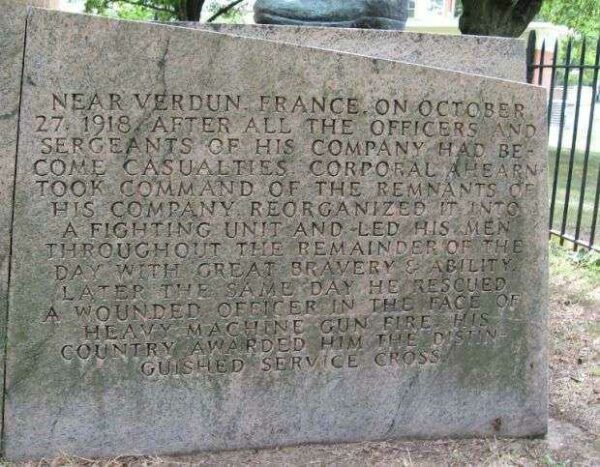 NEAR VERDUN, FRANCE, ON OCTOBER
27, 1918, AFTER ALL THE OFFICERS AND
SERGEANTS OF HIS COMPANY HAD BE-
COME CASUALTIES, CORPORAL AHEARN
TOOK COMMAND OF THE REMNANTS OF
HIS COMPANY, REORGANIZED IT INTO
A FIGHTING UNIT AND LED HIS MEN
THROUGHOUT THE REMAINDER OF THE
DAY WITH GREAT BRAVERY & ABILITY.
LATER THE SAME DAY HE RESCUED
A WOUNDED OFFICER IN THE FACE OF
HEAVY MACHINE GUN FIRE. HIS
COUNTRY AWARDED HIM THE DISTIN-
GUISHED SERVICE CROSS.